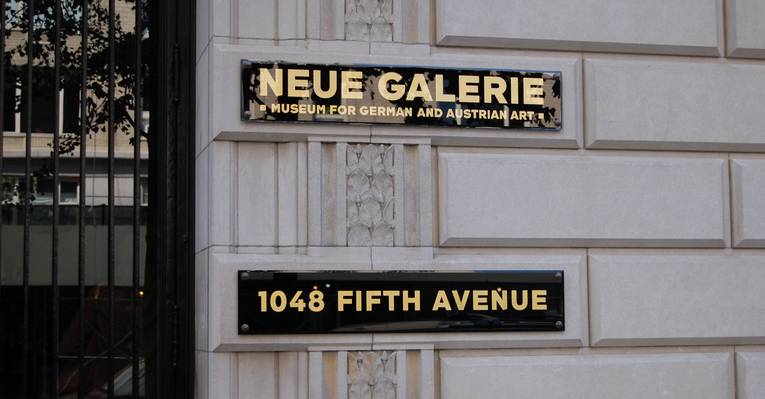 NEUE GALERIE
▪ MUSEUM FOR GERMAN AND AUSTRIAN ART ▪
1048 FIFTH AVENUE